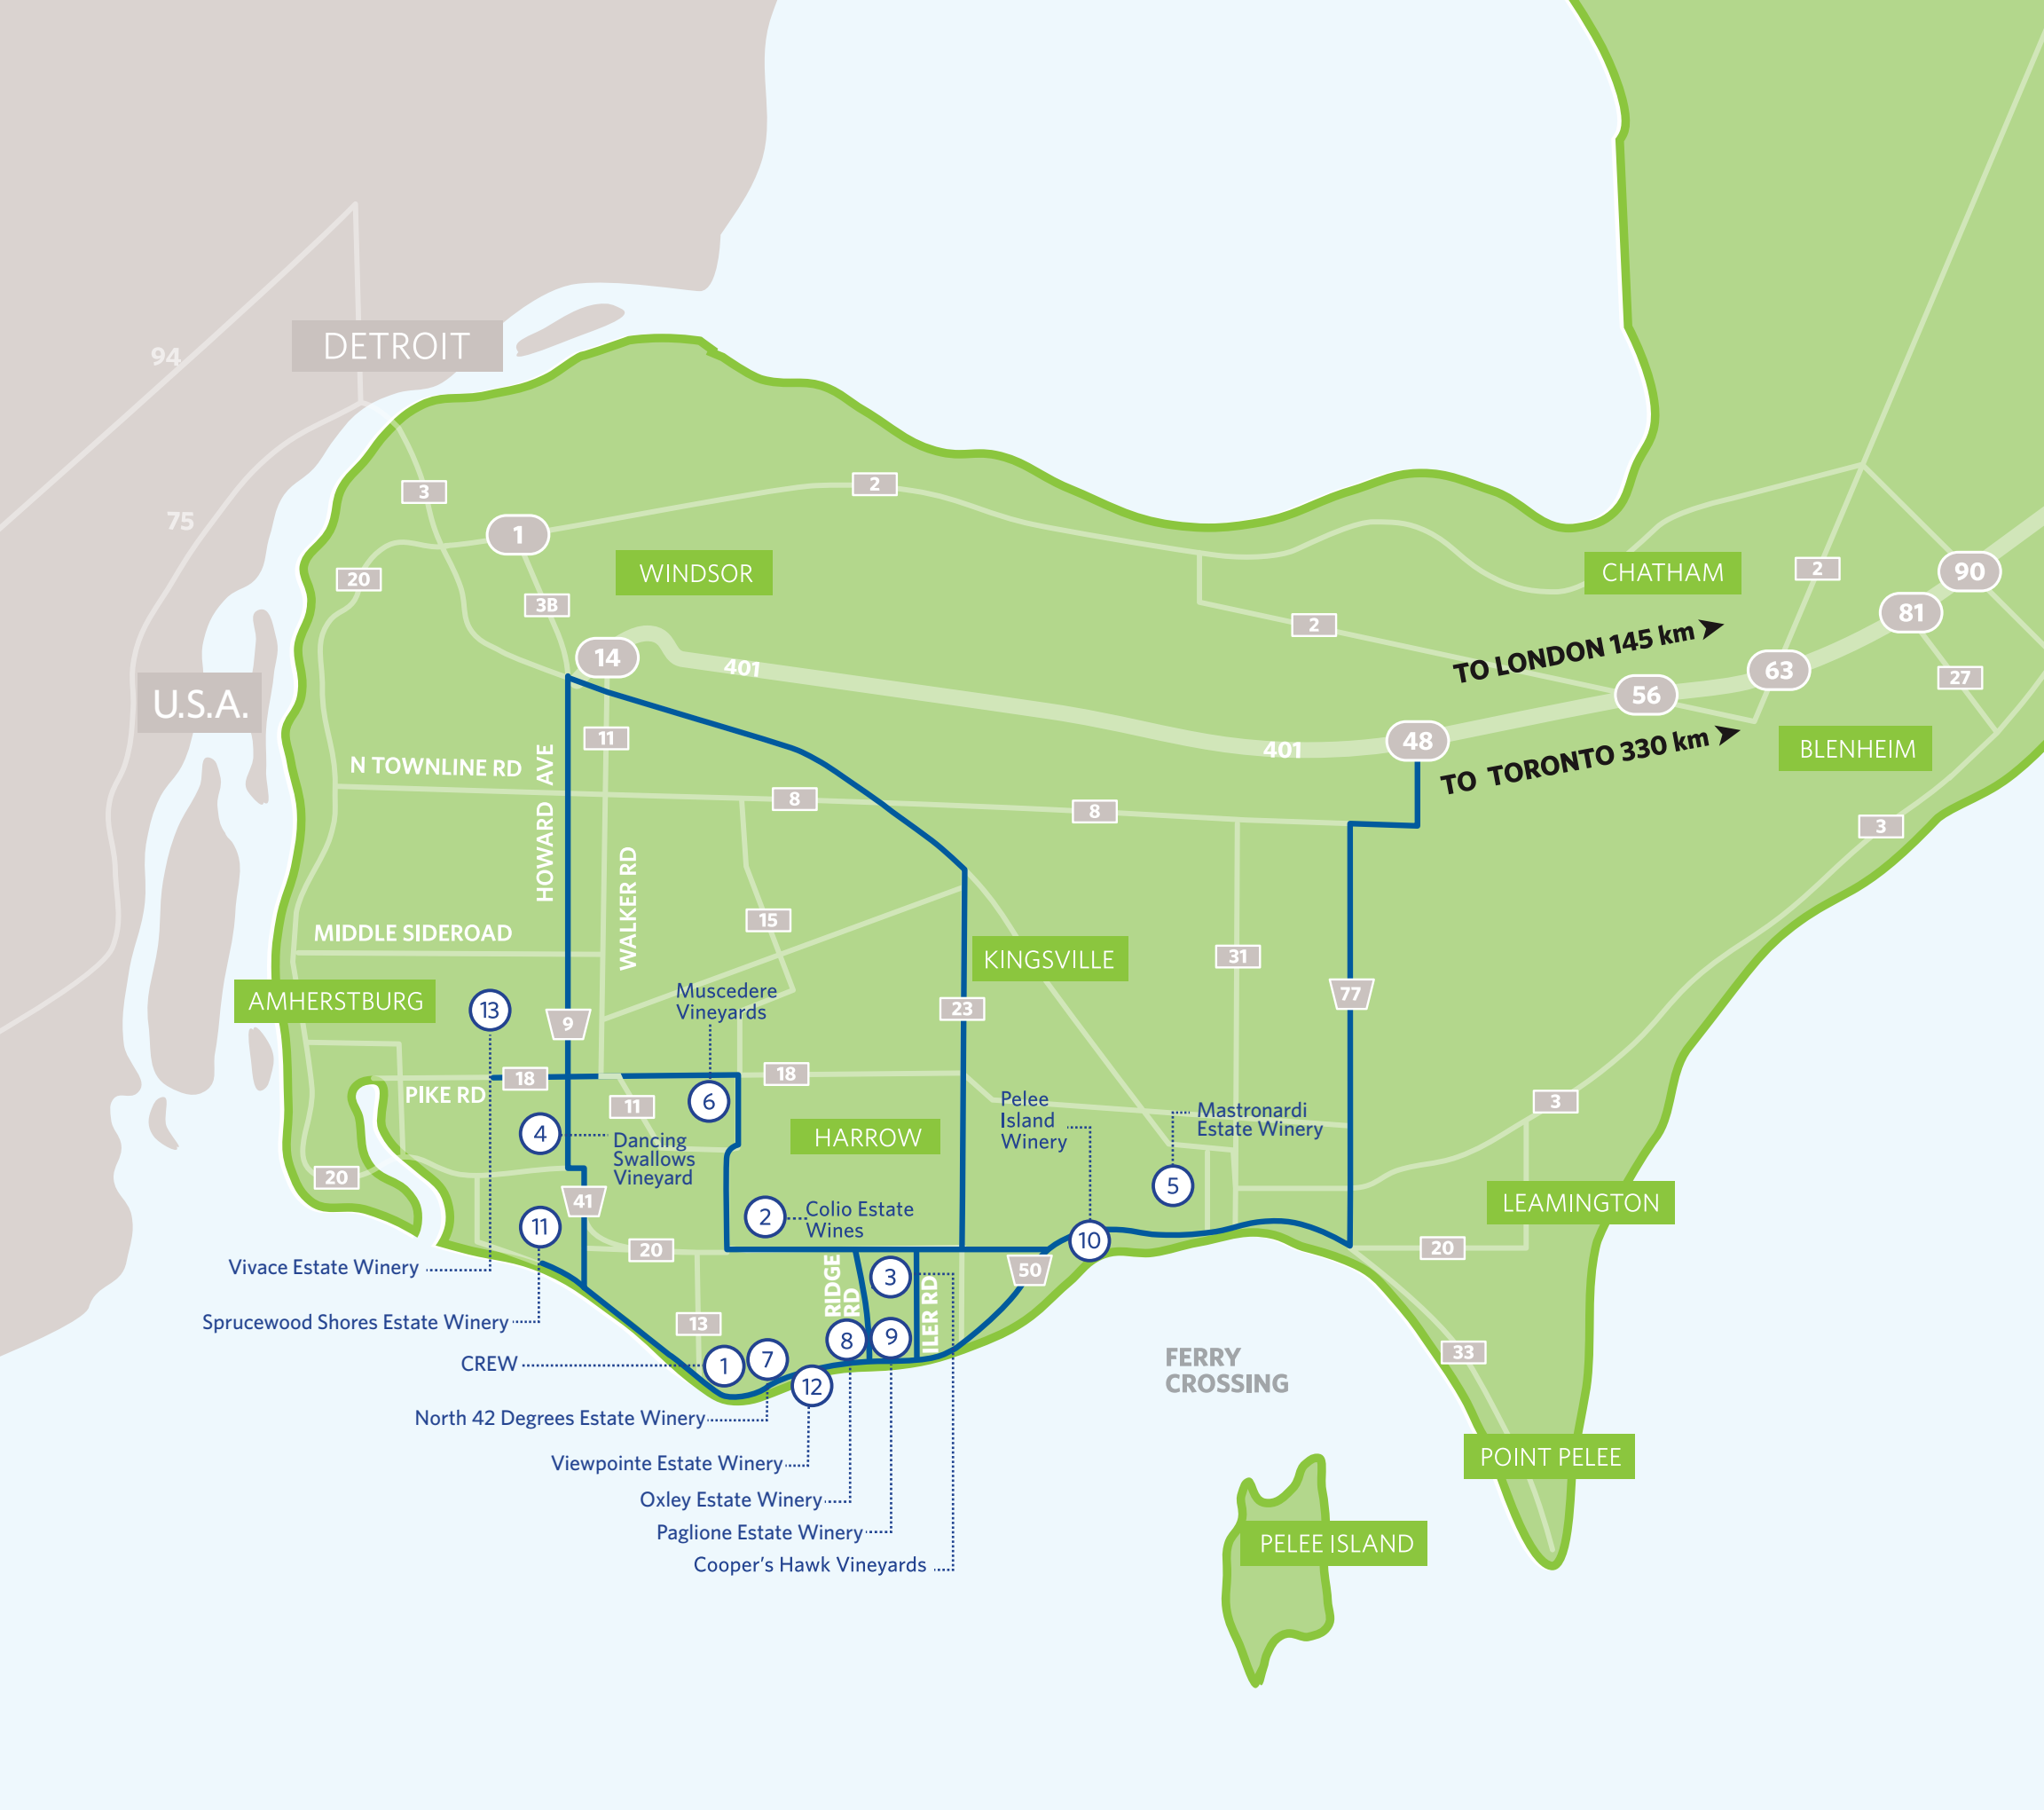 94
DETROIT
75
3
2
1
20
3B
WINDSOR
CHATHAM
2
90
81
2
14
401
TO LONDON 145 km
63
27
56
U.S.A.
11
401
48
TO TORONTO 330 km
BLENHEIM
N TOWNLINE RD
HOWARD AVE
8
8
3
WALKER RD
15
MIDDLE SIDEROAD
KINGSVILLE
31
77
AMHERSTBURG
13
9
Muscedere
Vineyards
23
18
18
PIKE RD
11
6
Pelee
Island
Winery
Mastronardi
Estate Winery
3
4
Dancing
Swallows
Vineyard
HARROW
20
5
41
LEAMINGTON
11
2
Colio Estate
Wines
10
20
20
50
Vivace Estate Winery
RIDGE
RD
3
ILER RD
Sprucewood Shores Estate Winery
13
8
9
33
CREW
1
7
12
FERRY
CROSSING
North 42 Degrees Estate Winery
Viewpointe Estate Winery
POINT PELEE
Oxley Estate Winery
Paglione Estate Winery
PELEE ISLAND
Cooper's Hawk Vineyards